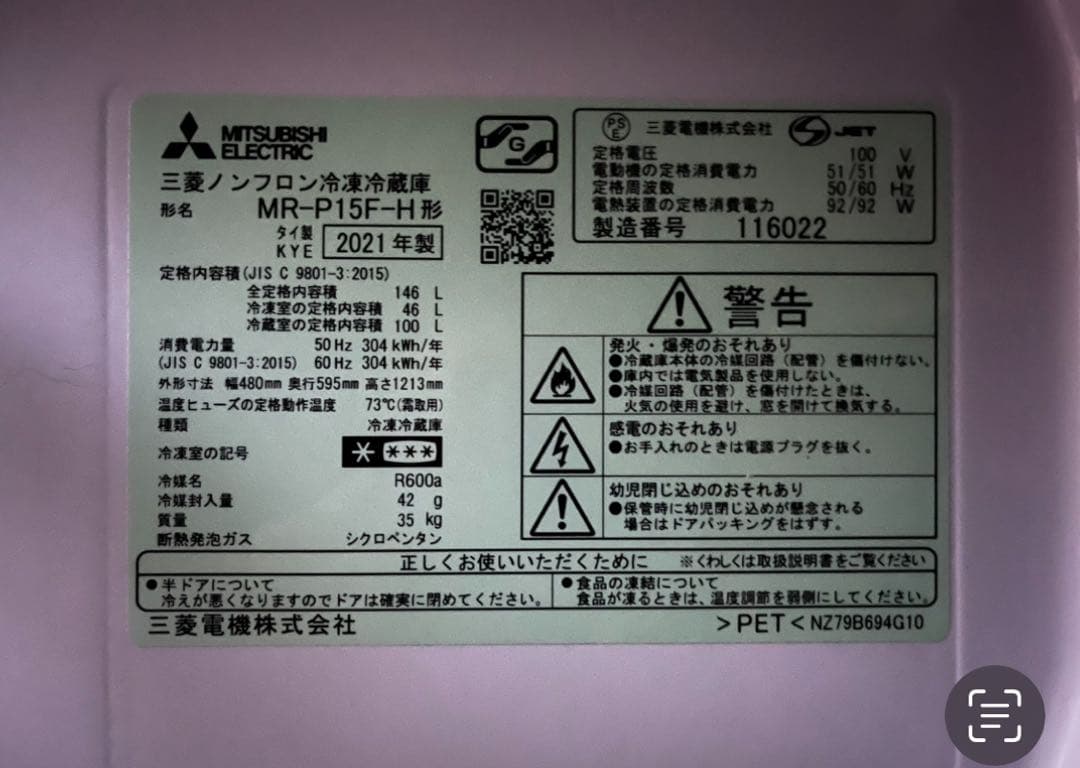 MITSUBISHI
ELECTRIC
三菱ノンフロン冷凍冷蔵庫
形名 MR-P15F-H 形
タイ製
KYE 2021年製
定格内容積(JIS C 9801-3:2015)
全定格内容積 146 L
冷凍室の定格内容積 46 L
冷蔵室の定格内容積 100 L
消費電力量 50Hz 304kWh/年
(JIS C 9801-3:2015) 60Hz 304kWh/年
外形寸法 幅480mm 奥行595mm 高さ1213mm
温度ヒューズの定格動作温度 73℃(霜取用)
種類 冷凍冷蔵庫
冷凍室の記号 * ***
冷媒名 R600a
冷媒封入量 42 g
質量 35 kg
断熱発泡ガス シクロペンタン
G
PS
E 三菱電機株式会社 JET
定格電圧 100 V
電動機の定格消費電力 51/51 W
定格周波数 50/60 Hz
電熱装置の定格消費電力 92/92 W
製造番号 116022
警告
発火・爆発のおそれあり
●冷蔵庫本体の冷媒回路（配管）を傷付けない。
●庫内では電気製品を使用しない。
●冷媒回路（配管）を傷付けたときは、
火気の使用を避け、窓を開けて換気する。
感電のおそれあり
●お手入れのときは電源プラグを抜く。
幼児閉じ込めのおそれあり
●保管時に幼児閉じ込めが懸念される
場合はドアパッキングをはずす。
正しくお使いいただくために ※くわしくは取扱説明書をご覧ください
●半ドアについて
冷えが悪くなりますのでドアは確実に閉めてください。
●食品の凍結について
食品が凍るときは、温度調節を弱側にしてください。
三菱電機株式会社 >PET< NZ79B694G10